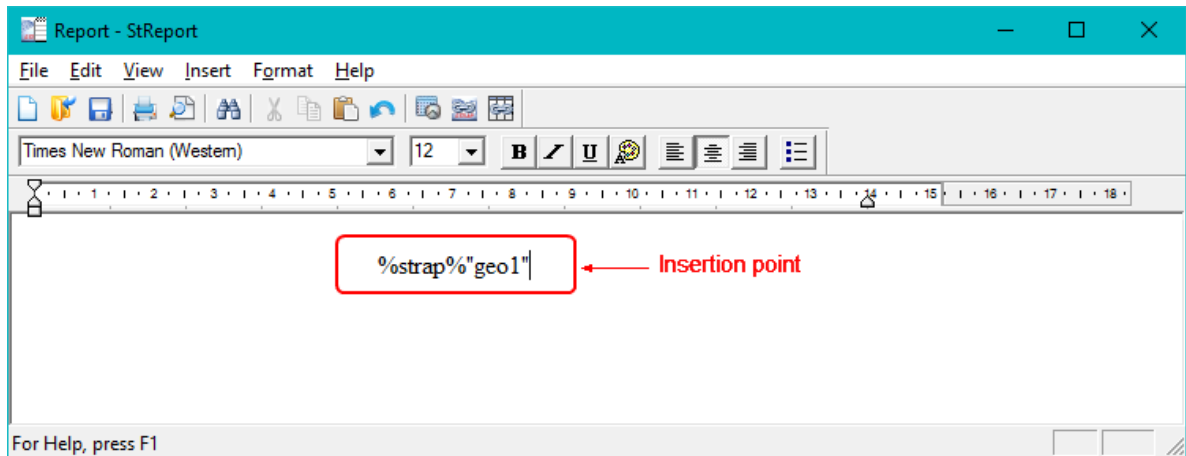 Report - StReport
File Edit View Insert Format Help
Times New Roman (Western) 12 B I U A
1 2 3 4 5 6 7 8 9 10 11 12 13 14 15 16 17 18
%strap%"geo1" Insertion point
For Help, press F1